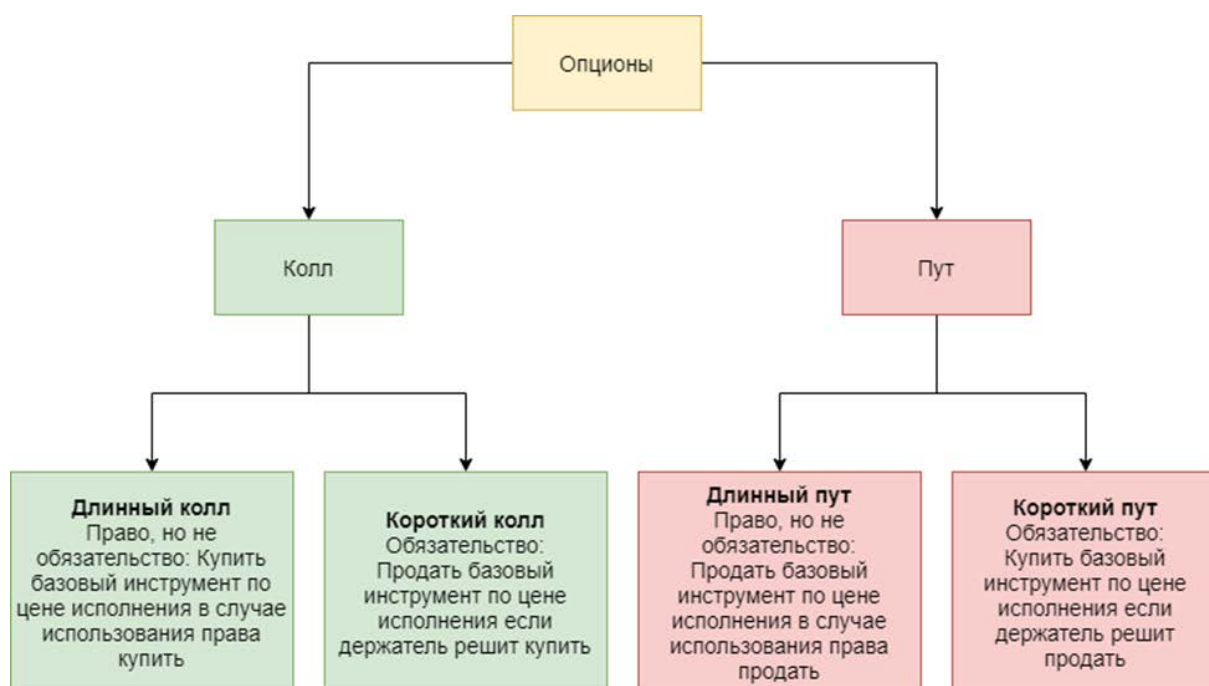 Опционы
Колл
Пут
Длинный колл
Право, но не
обязательство: Купить
базовый инструмент по
цене исполнения в случае
использования права
купить
Короткий колл
Обязательство:
Продать базовый
инструмент по цене
исполнения если
держатель решит купить
Длинный пут
Право, но не
обязательство:
Продать базовый
инструмент по цене
исполнения в случае
использования права
продать
Короткий пут
Обязательство:
Купить базовый
инструмент по цене
исполнения если
держатель решит
продать